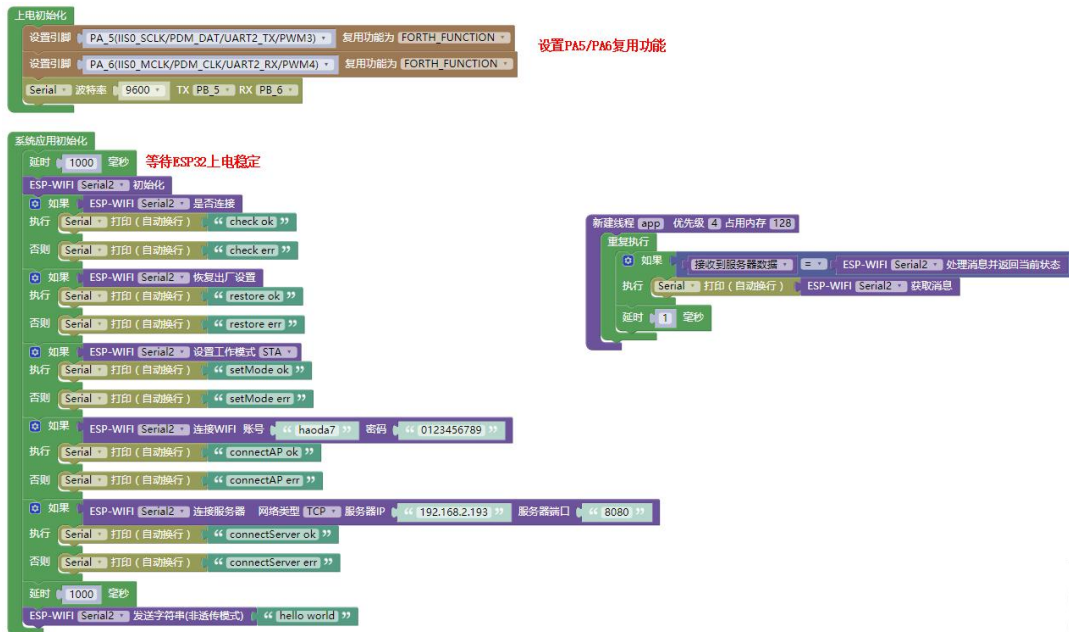 上电初始化
设置引脚 PA_5(IIS0_SCLK/PDM_DAT/UART2_TX/PWM3) 复用功能为 FORTH_FUNCTION
设置PA5/PA6复用功能
设置引脚 PA_6(IIS0_MCLK/PDM_CLK/UART2_RX/PWM4) 复用功能为 FORTH_FUNCTION
Serial 波特率 9600 TX PB_5 RX PB_6
系统应用初始化
延时 1000 毫秒 等待ESP32上电稳定
ESP-WIFI Serial2 初始化
如果 ESP-WIFI Serial2 是否连接
执行 Serial 打印（自动换行） “ check ok ”
否则 Serial 打印（自动换行） “ check err ”
如果 ESP-WIFI Serial2 恢复出厂设置
执行 Serial 打印（自动换行） “ restore ok ”
否则 Serial 打印（自动换行） “ restore err ”
如果 ESP-WIFI Serial2 设置工作模式 STA
执行 Serial 打印（自动换行） “ setMode ok ”
否则 Serial 打印（自动换行） “ setMode err ”
如果 ESP-WIFI Serial2 连接WIFI 账号 “ haoda7 ” 密码 “ 0123456789 ”
执行 Serial 打印（自动换行） “ connectAP ok ”
否则 Serial 打印（自动换行） “ connectAP err ”
如果 ESP-WIFI Serial2 连接服务器 网络类型 TCP 服务器IP “ 192.168.2.193 ” 服务器端口 “ 8080 ”
执行 Serial 打印（自动换行） “ connectServer ok ”
否则 Serial 打印（自动换行） “ connectServer err ”
延时 1000 毫秒
ESP-WIFI Serial2 发送字符串(非透传模式) “ hello world ”
新建线程 app 优先级 4 占用内存 128
重复执行
如果 接收到服务器数据 = ESP-WIFI Serial2 处理消息并返回当前状态
执行 Serial 打印（自动换行） ESP-WIFI Serial2 获取消息
延时 1 毫秒